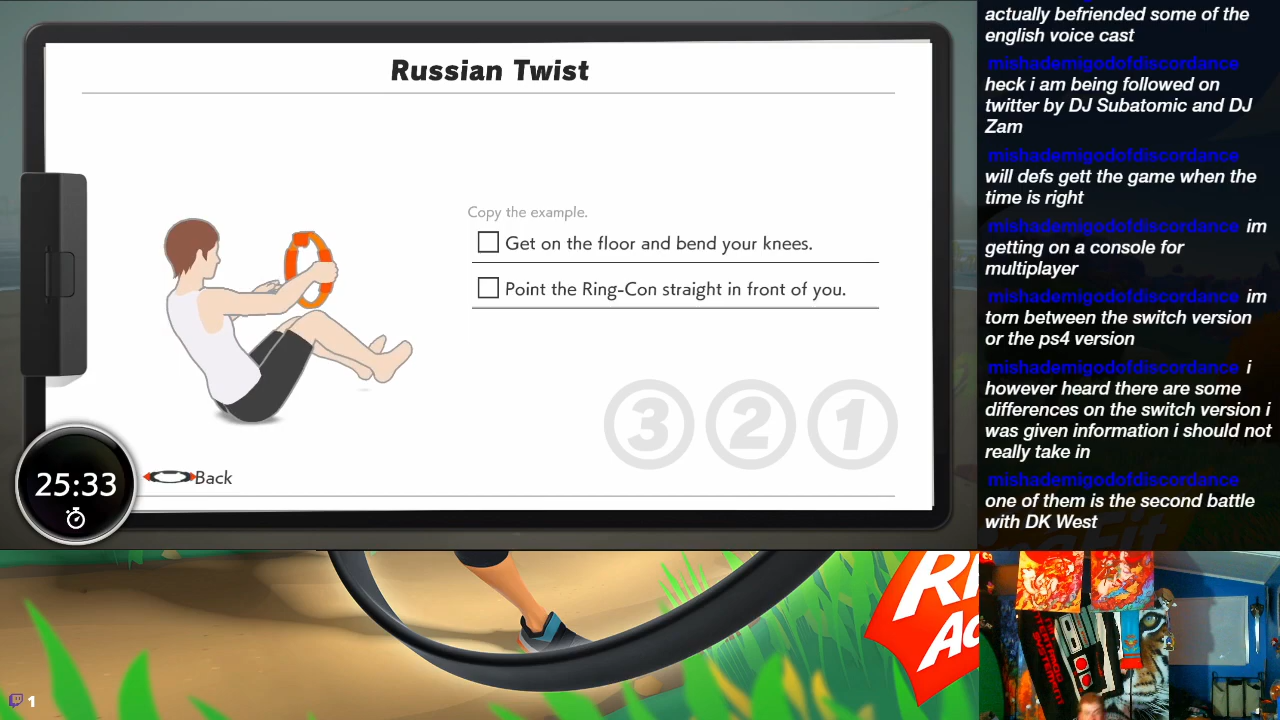 Russian Twist
Copy the example.
Get on the floor and bend your knees.
Point the Ring-Con straight in front of you.
3 2 1
25:33
Back
1
actually befriended some of the
english voice cast
mishademigodofdiscordance
heck i am being followed on
twitter by DJ Subatomic and DJ
Zam
mishademigodofdiscordance
will defs gett the game when the
time is right
mishademigodofdiscordance im
getting on a console for
multiplayer
mishademigodofdiscordance im
torn between the switch version
or the ps4 version
mishademigodofdiscordance i
however heard there are some
differences on the switch version i
was given information i should not
really take in
mishademigodofdiscordance
one of them is the second battle
with DK West